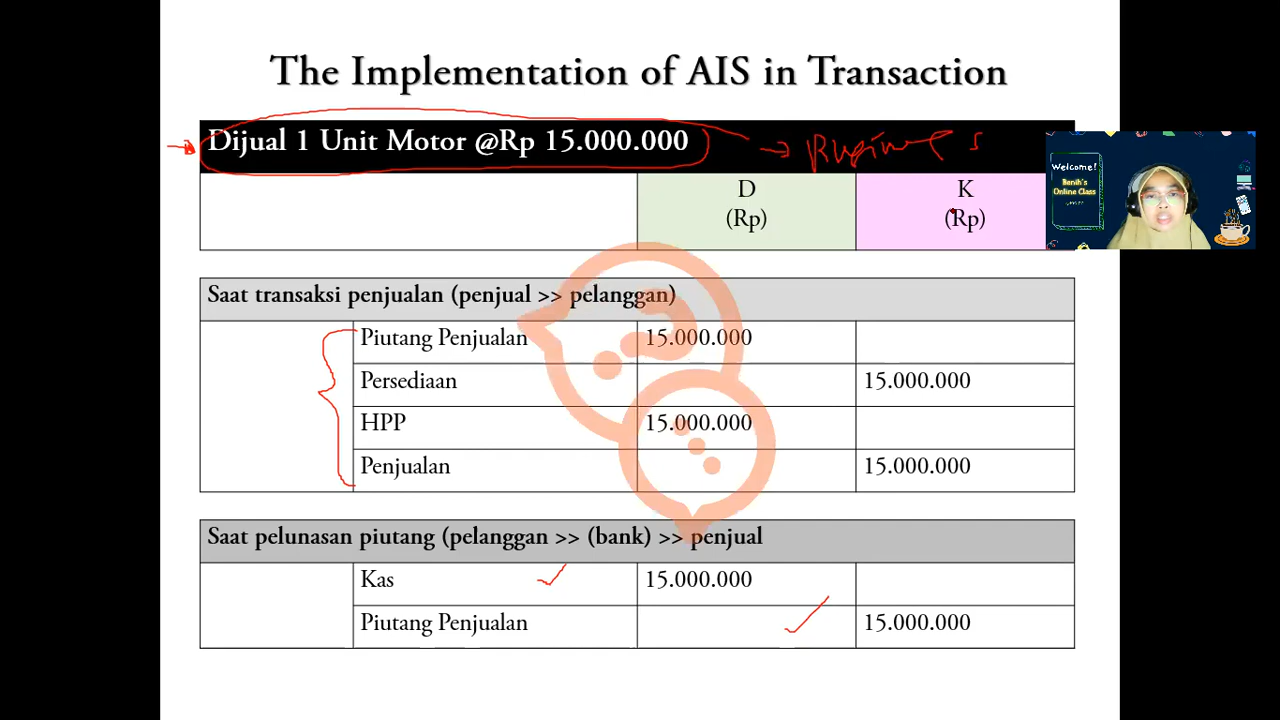 The Implementation of AIS in Transaction
Dijual 1 Unit Motor @Rp 15.000.000
D K
(Rp) (Rp)
Saat transaksi penjualan (penjual >> pelanggan)
Piutang Penjualan 15.000.000
Persediaan 15.000.000
HPP 15.000.000
Penjualan 15.000.000
Saat pelunasan piutang (pelanggan >> (bank) >> penjual
Kas 15.000.000
Piutang Penjualan 15.000.000
Welcome!
Benih's
Online Class